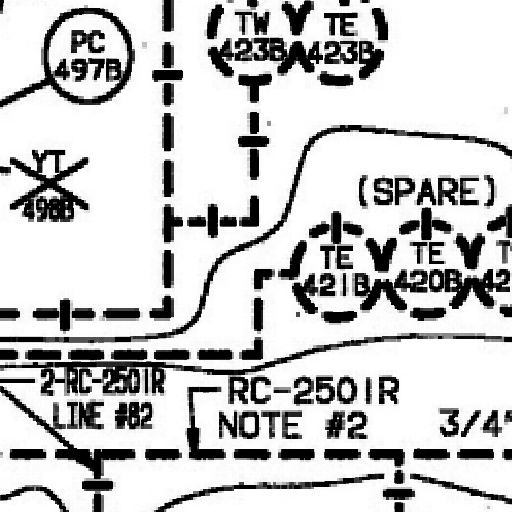 PC
497B
TW
423B
TE
423B
YT
498B
(SPARE)
TE
421B
TE
420B
2-RC-2501R
LINE #82
RC-2501R
NOTE #2
3/4"